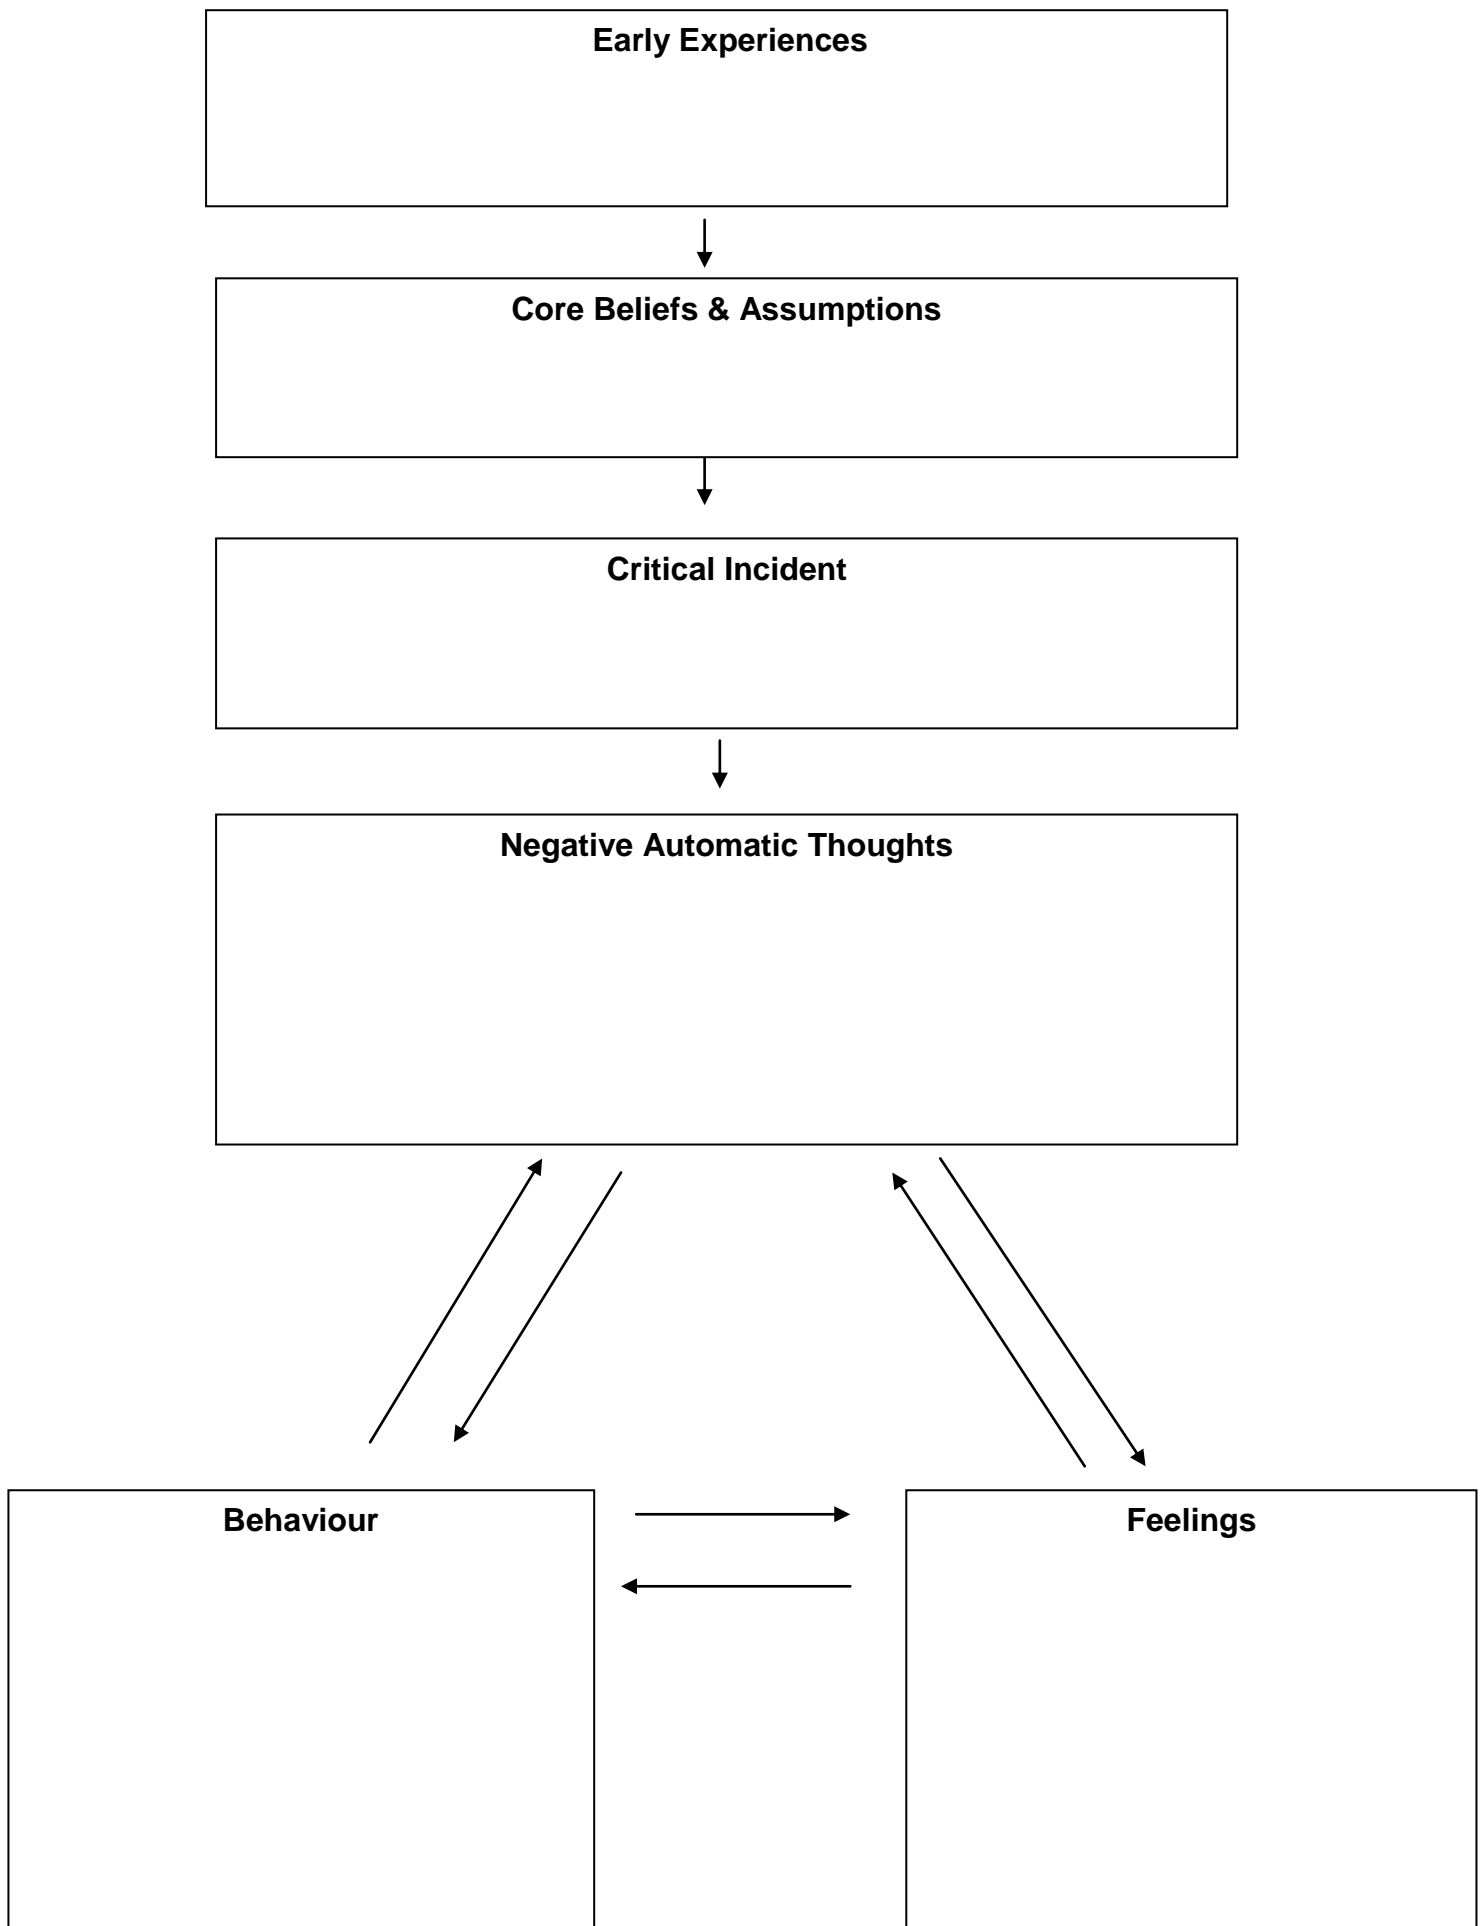 Early Experiences
Core Beliefs & Assumptions
Critical Incident
Negative Automatic Thoughts
Behaviour
Feelings